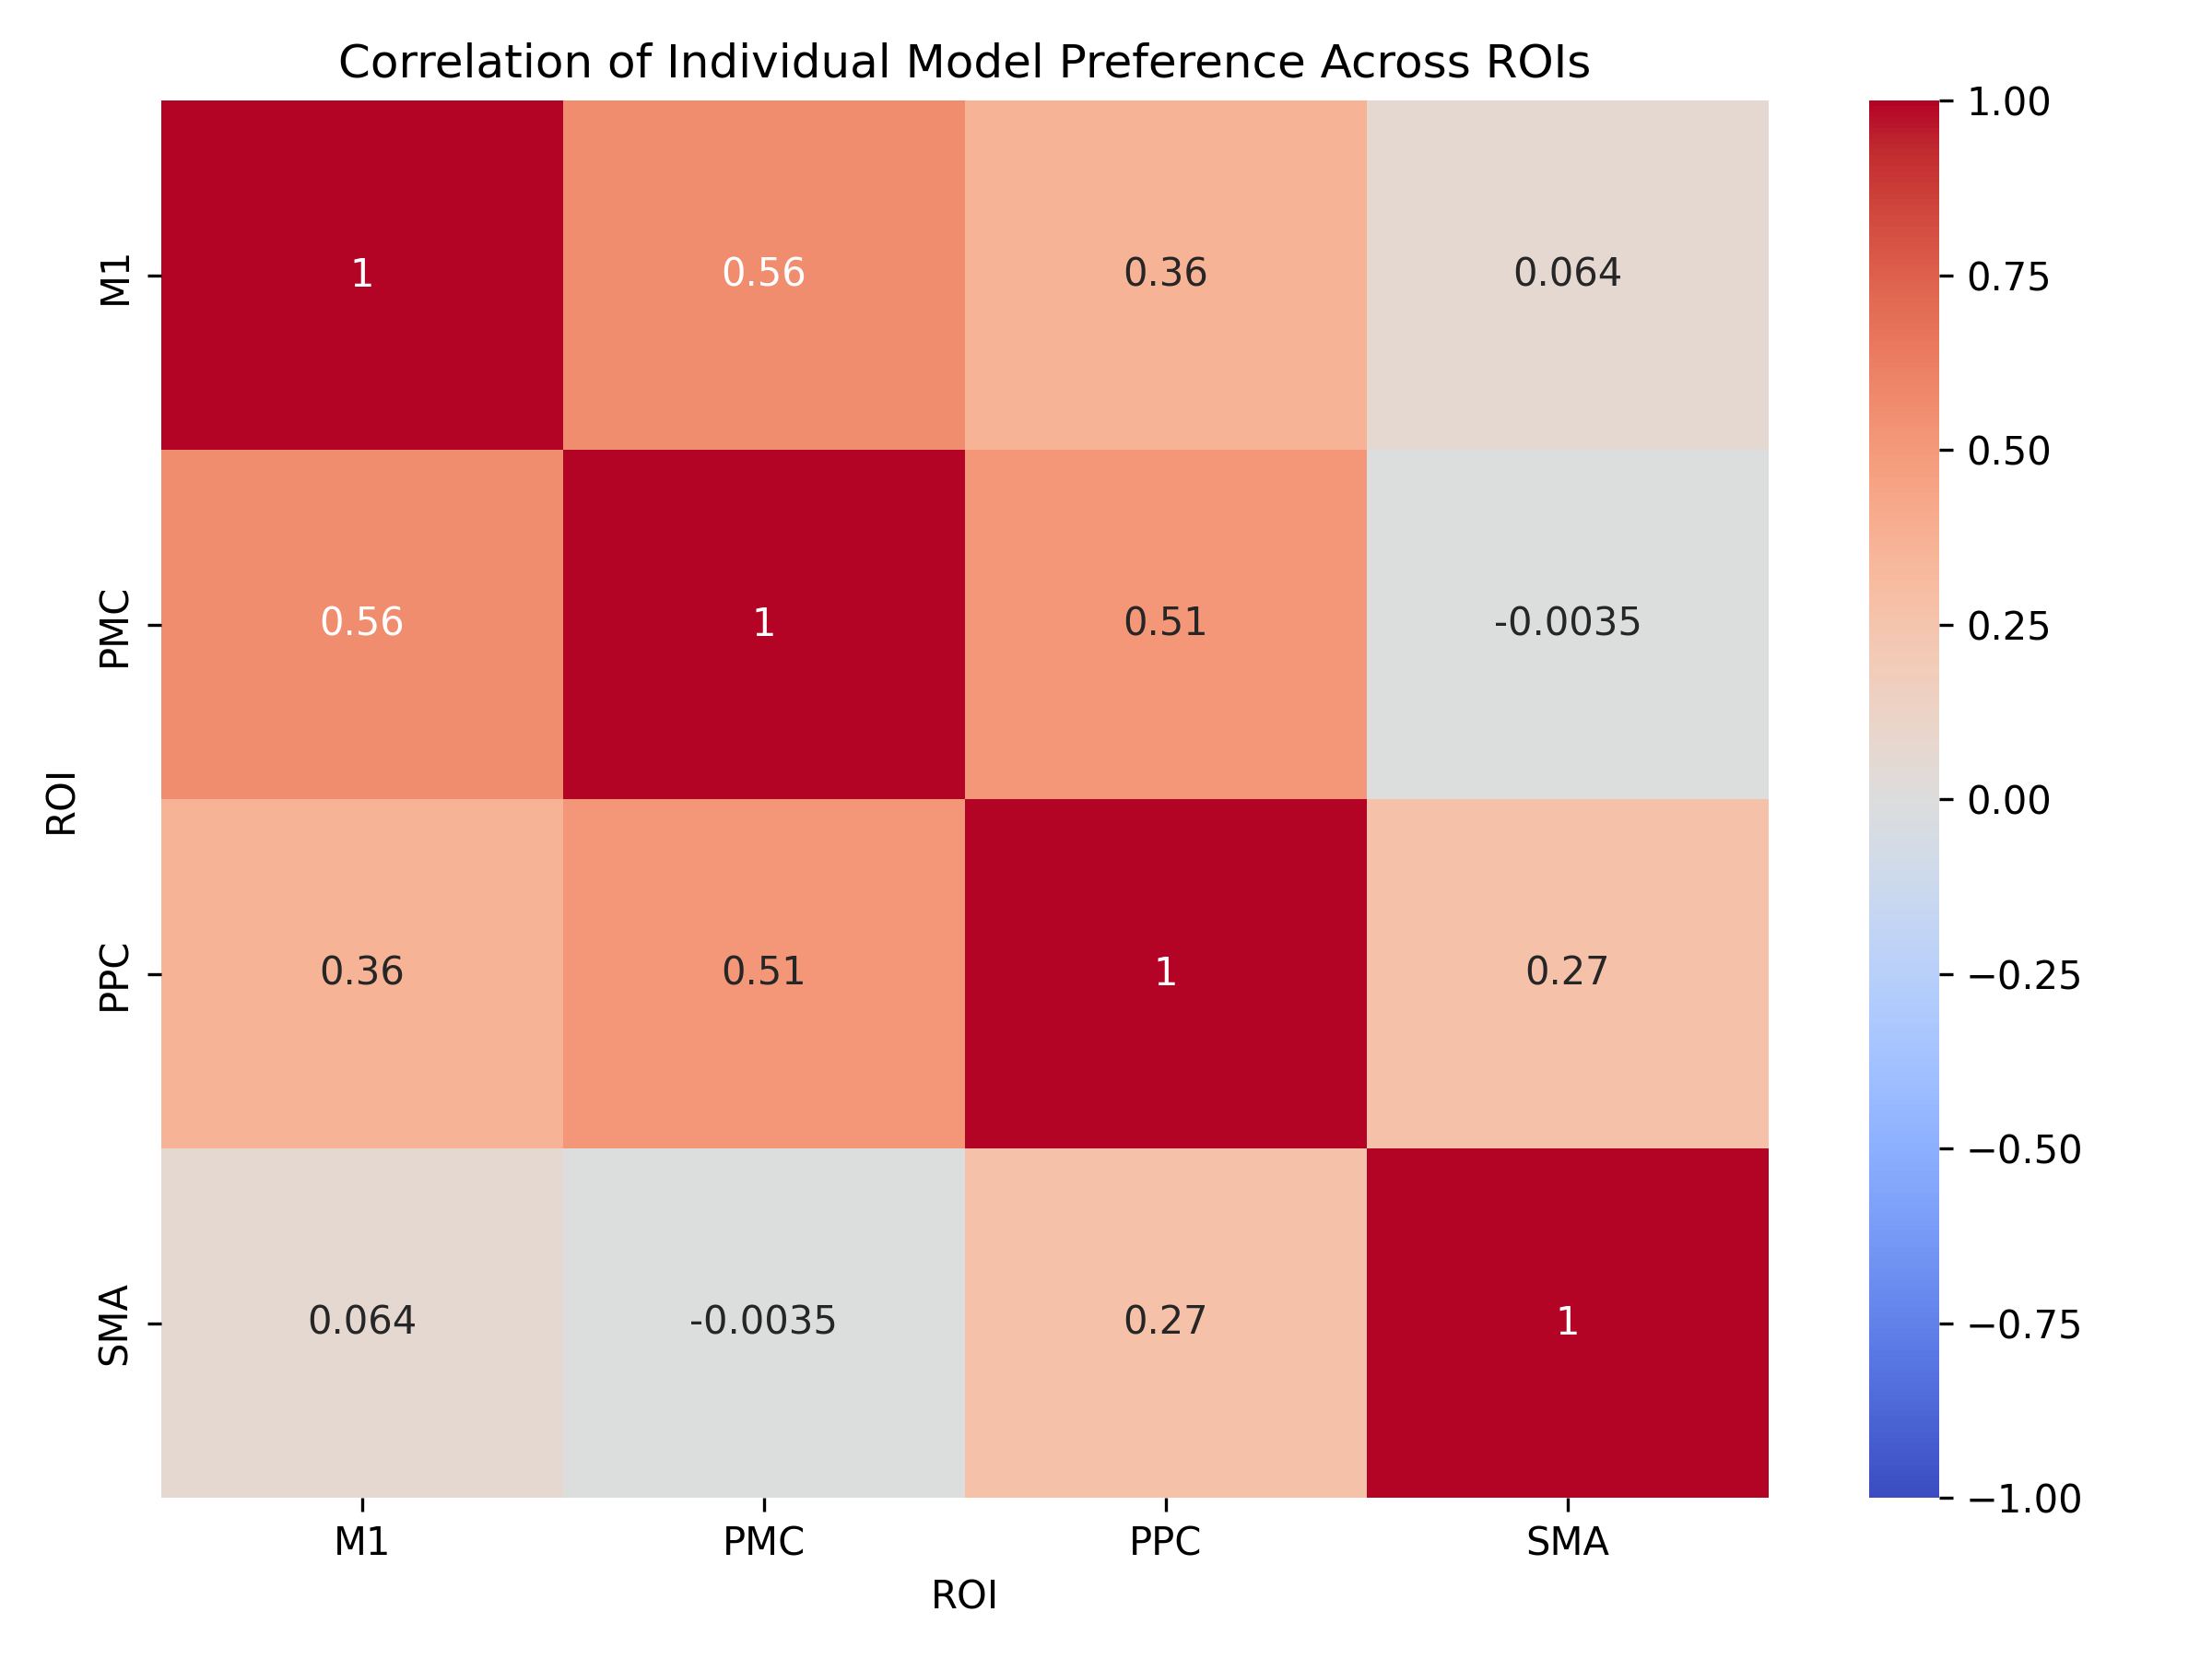 Correlation of Individual Model Preference Across ROIs
M1 1 0.56 0.36 0.064
PMC 0.56 1 0.51 -0.0035
PPC 0.36 0.51 1 0.27
SMA 0.064 -0.0035 0.27 1
ROI
M1 PMC PPC SMA
ROI
1.00
0.75
0.50
0.25
0.00
−0.25
−0.50
−0.75
−1.00